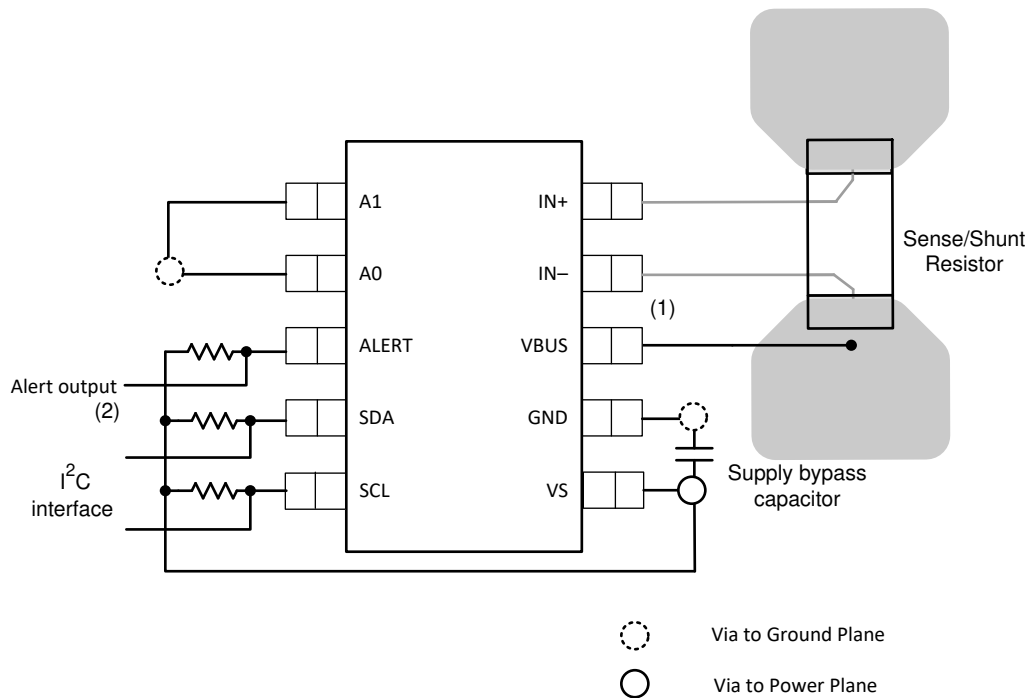 A1
A0
ALERT
SDA
SCL
IN+
IN–
VBUS
GND
VS
(1)
Sense/Shunt
Resistor
Alert output
(2)
I²C
interface
Supply bypass
capacitor
Via to Ground Plane
Via to Power Plane